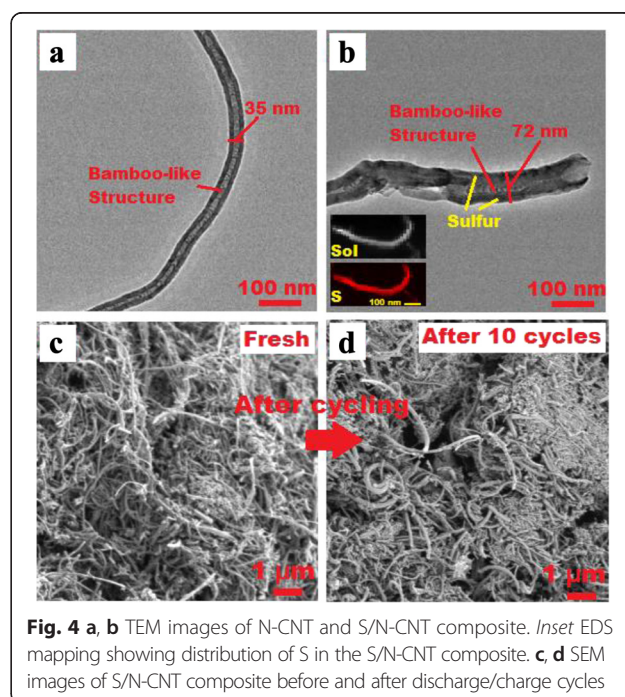 a
35 nm
Bamboo-like
Structure
100 nm
b
Bamboo-like
Structure
72 nm
Sulfur
Sol
S
100 nm
100 nm
c
Fresh
1 µm
After cycling
d
After 10 cycles
1 µm
Fig. 4 a, b TEM images of N-CNT and S/N-CNT composite. Inset EDS
mapping showing distribution of S in the S/N-CNT composite. c, d SEM
images of S/N-CNT composite before and after discharge/charge cycles